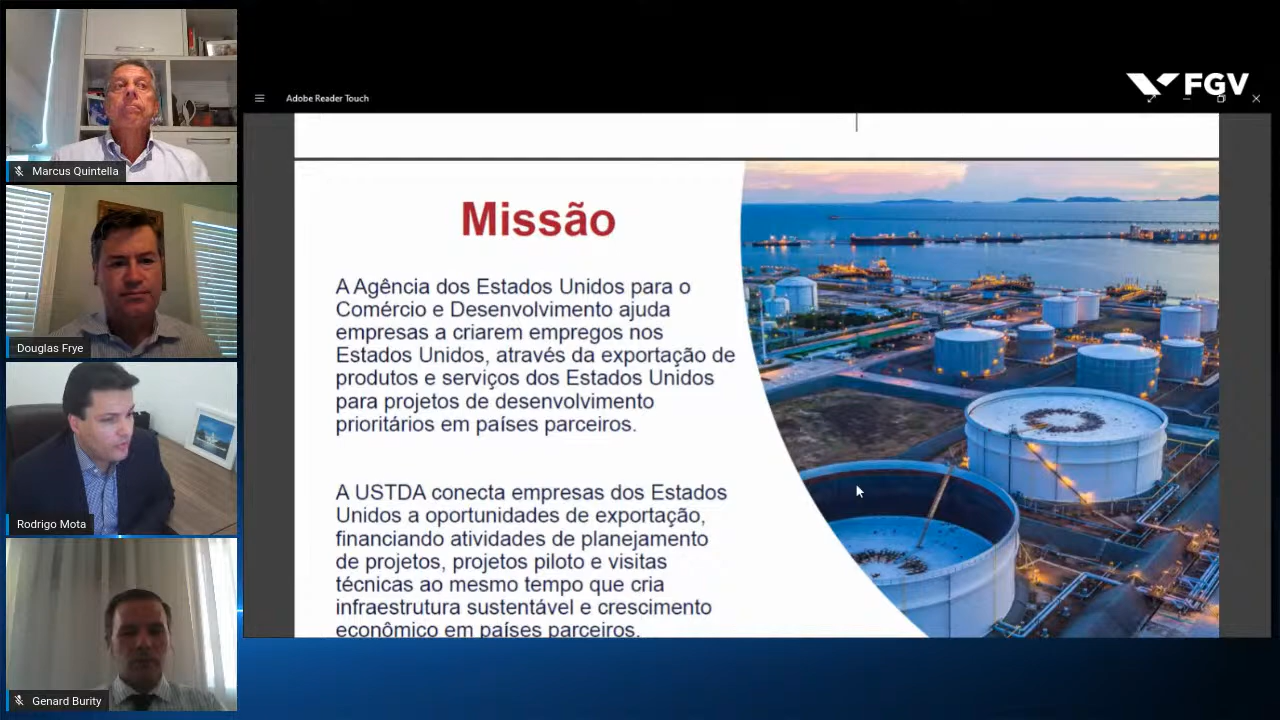 Marcus Quintella
Douglas Frye
Rodrigo Mota
Genard Burity
FGV
Adobe Reader Touch
Missão
A Agência dos Estados Unidos para o
Comércio e Desenvolvimento ajuda
empresas a criarem empregos nos
Estados Unidos, através da exportação de
produtos e serviços dos Estados Unidos
para projetos de desenvolvimento
prioritários em países parceiros.
A USTDA conecta empresas dos Estados
Unidos a oportunidades de exportação,
financiando atividades de planejamento
de projetos, projetos piloto e visitas
técnicas ao mesmo tempo que cria
infraestrutura sustentável e crescimento
econômico em países parceiros.